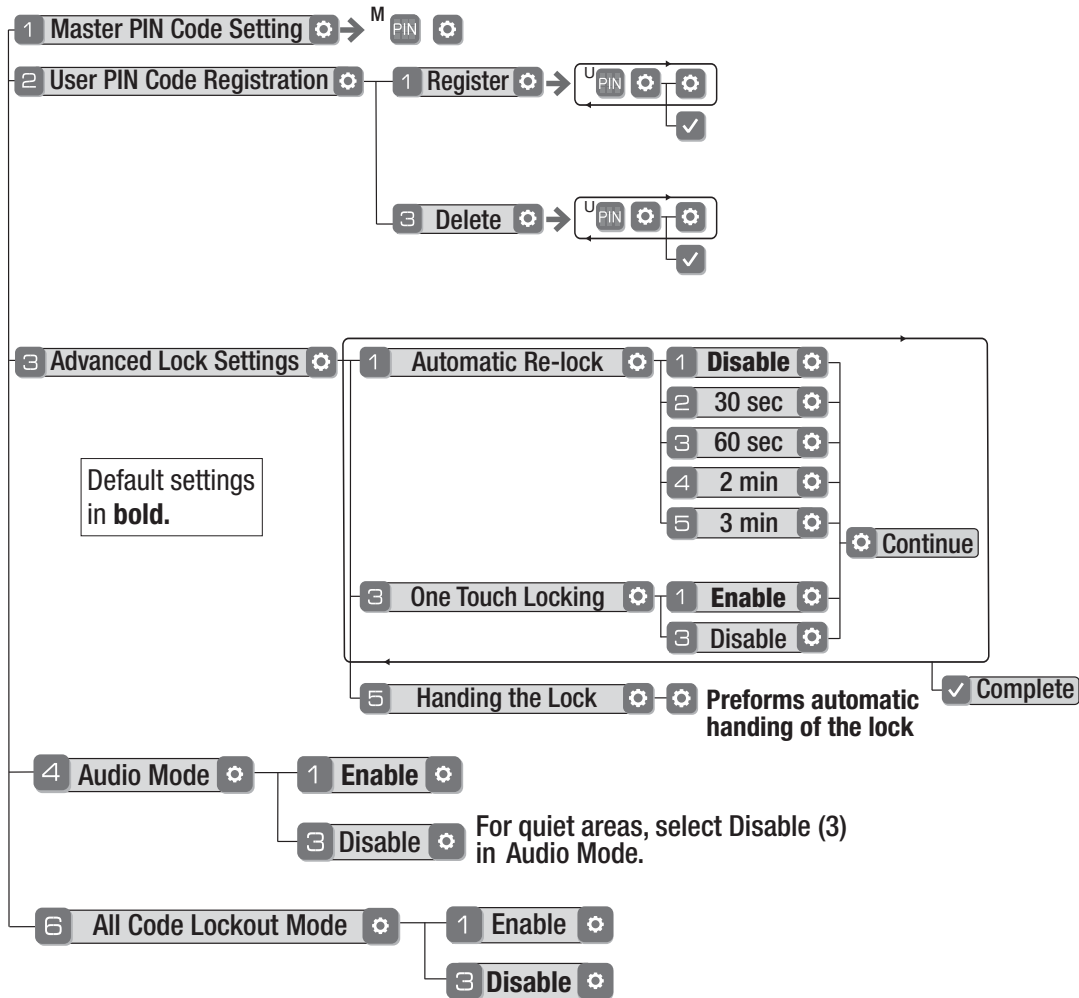 1 Master PIN Code Setting M PIN
2 User PIN Code Registration 1 Register U PIN
3 Delete U PIN
3 Advanced Lock Settings 1 Automatic Re-lock 1 Disable
2 30 sec
3 60 sec
4 2 min
5 3 min
Default settings
in bold.
Continue
3 One Touch Locking 1 Enable
3 Disable
5 Handing the Lock Preforms automatic
handing of the lock
Complete
4 Audio Mode 1 Enable
3 Disable For quiet areas, select Disable (3)
in Audio Mode.
6 All Code Lockout Mode 1 Enable
3 Disable